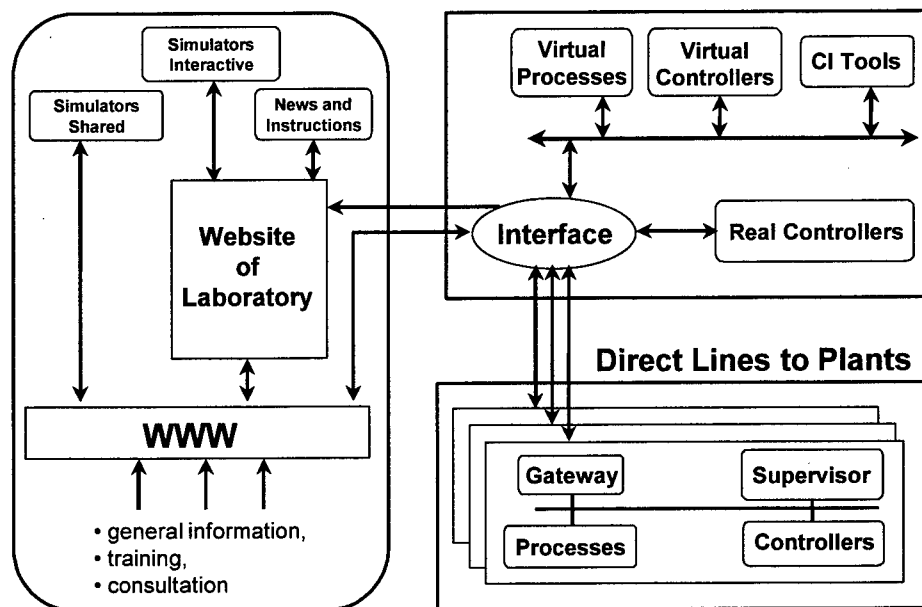 Simulators
Interactive
Simulators
Shared
News and
Instructions
Website
of
Laboratory
WWW
• general information,
• training,
• consultation
Virtual
Processes
Virtual
Controllers
CI Tools
Interface
Real Controllers
Direct Lines to Plants
Gateway
Supervisor
Processes
Controllers